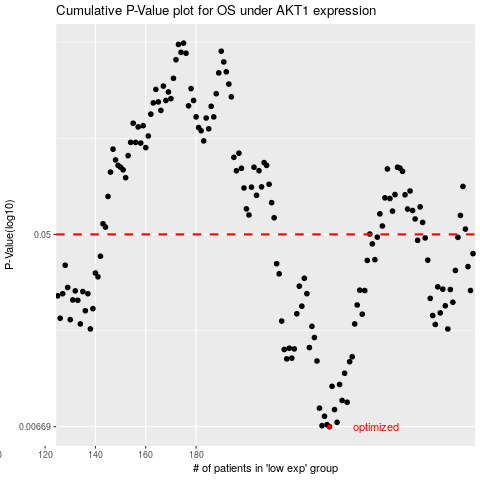 Cumulative P-Value plot for OS under AKT1 expression
P-Value(log10)
0.05
0.00669
optimized
0 120 140 160 180
# of patients in 'low exp' group